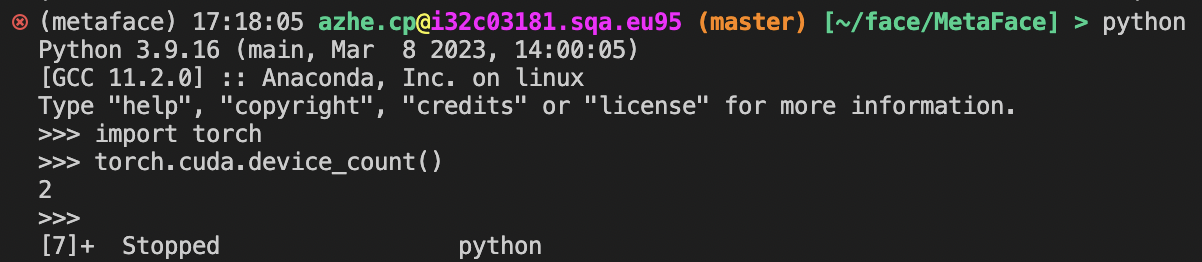 (metaface) 17:18:05 azhe.cp@i32c03181.sqa.eu95 (master) [~/face/MetaFace] > python
Python 3.9.16 (main, Mar  8 2023, 14:00:05)
[GCC 11.2.0] :: Anaconda, Inc. on linux
Type "help", "copyright", "credits" or "license" for more information.
>>> import torch
>>> torch.cuda.device_count()
2
>>>
[7]+  Stopped                 python